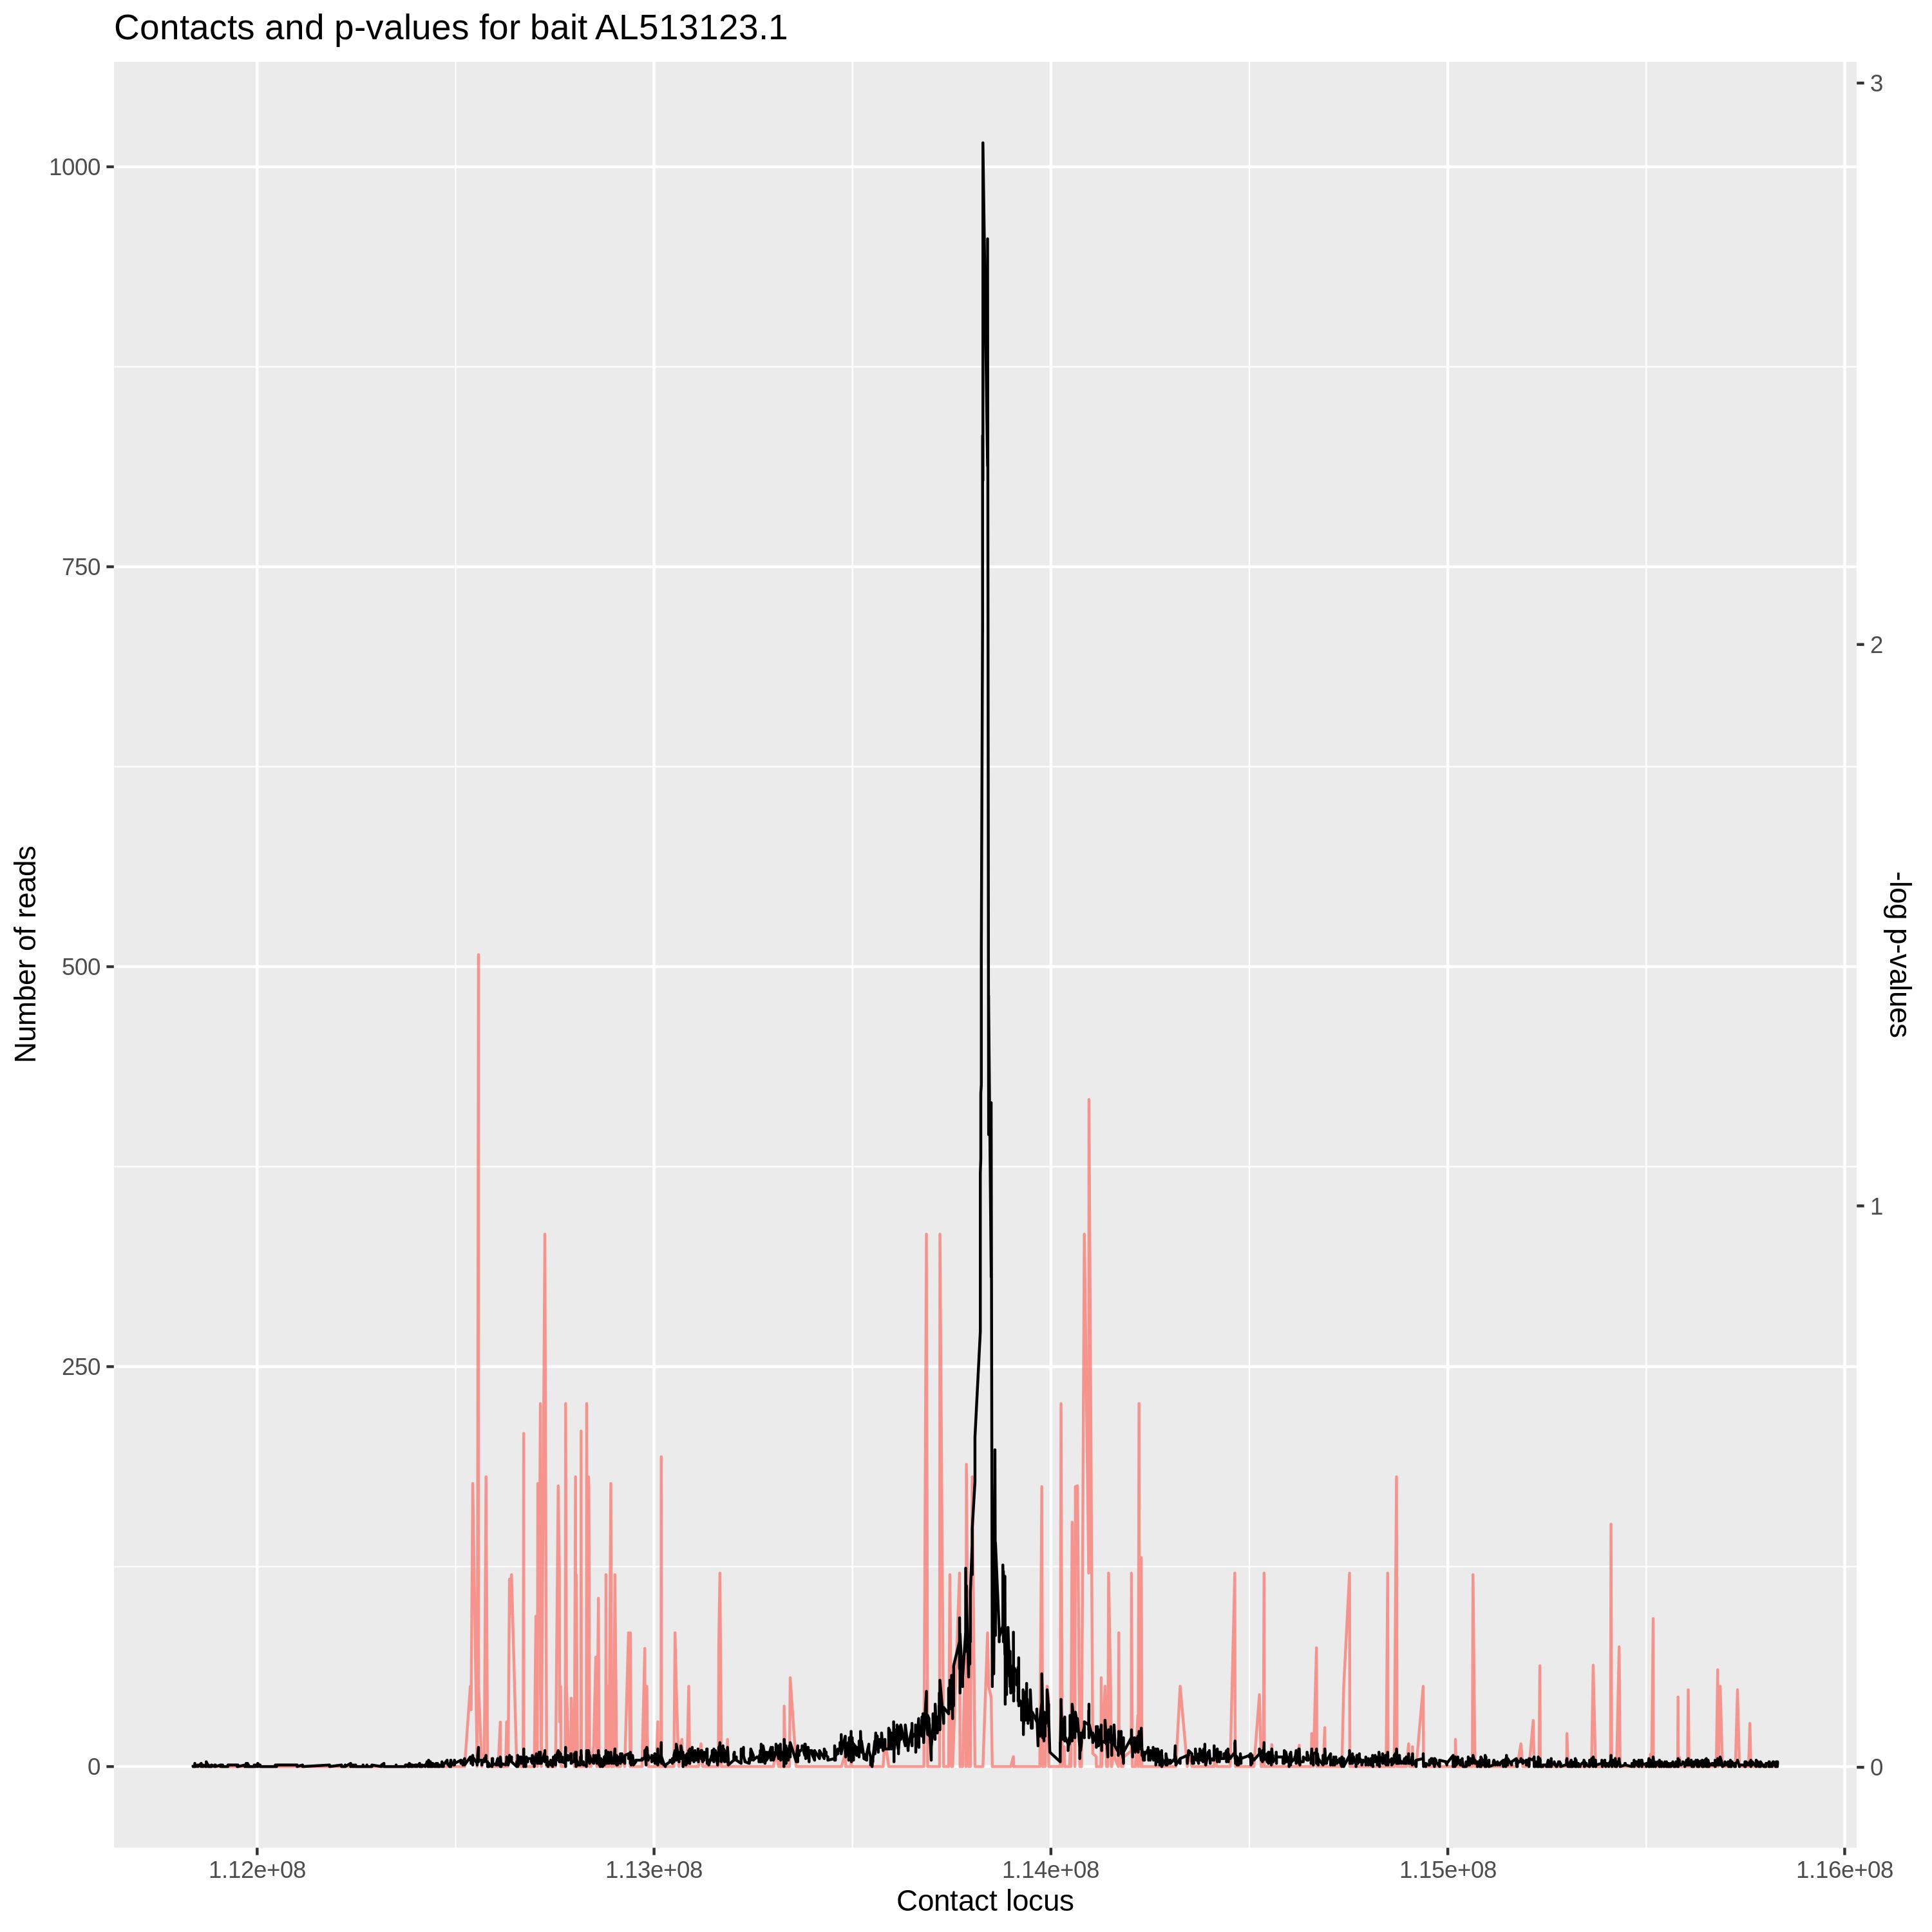 Contacts and p-values for bait AL513123.1
1000
750
500
250
0
Number of reads
3
2
1
0
-log p-values
1.12e+08
1.13e+08
1.14e+08
1.15e+08
1.16e+08
Contact locus